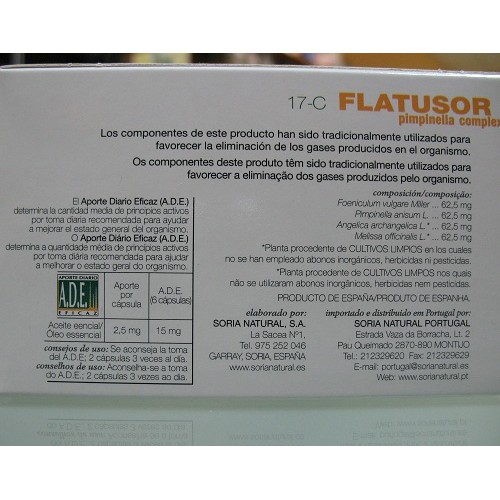 17-C FLATUSOR
pimpinella complex
Los componentes de este producto han sido tradicionalmente utilizados para
favorecer la eliminación de los gases producidos en el organismo.
Os componentes deste produto têm sido tradicionalmente utilizados para
favorecer a eliminação dos gases produzidos pelo organismo.
El Aporte Diario Eficaz (A.D.E.)
determina la cantidad media de principios activos
por toma diaria recomendada para ayudar
a mejorar el estado general del organismo.
O Aporte Diário Eficaz (A.D.E.)
determina a quantidade média de princípios activos
por toma diária recomendada para ajudar
a melhorar o estado geral do organismo.
APORTE DIARIO
A.D.E.
EFICAZ
Aporte
por
cápsula
A.D.E.
(6 cápsulas)
Aceite eencial/
Óleo essencial
2,5 mg
15 mg
consejos de uso: Se aconseja la toma
del A.D.E; 2 cápsulas 3 veces al día.
conselhos de uso: Aconselha-se a toma
do A.D.E.; 2 cápsulas 3 vezes ao día.
composición/composição:
Foeniculum vulgare Miller ... 62,5 mg
Pimpinella anisum L. ... 62,5 mg
Angelica archangelica L.* ... 62,5 mg
Melissa officinalis L.* ... 62,5 mg
*Planta procedente de CULTIVOS LIMPIOS en los cuales
no se han empleado abonos inorgánicos, herbicidas ni pesticidas.
*Planta procedente de CULTIVOS LIMPOS nos quais
não se utilizaram abonos inorgánicos, herbicidas nem pesticidas.
PRODUCTO DE ESPAÑA/PRODUTO DE ESPANHA.
elaborado por:
SORIA NATURAL, S.A.
La Sacea Nº1,
Tel. 975 252 046
GARRAY, SORIA, ESPAÑA
www.sorianatural.es
importado e distribuido em Portugal por:
SORIA NATURAL PORTUGAL
Estrada Vaza da Borracha, Lt. 2
Pau Queimado 2870-890 MONTIJO
Tel.: 212329620 Fax: 212329629
E-mail: portugal@sorianatural.es
Web: www.sorianatural.pt